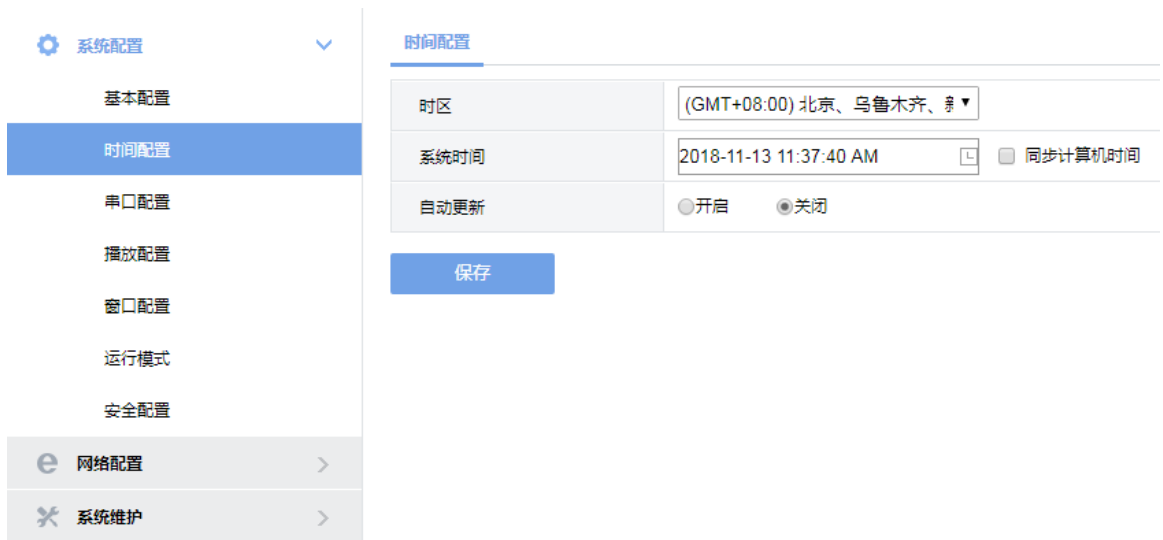 系统配置
基本配置
时间配置
串口配置
播放配置
窗口配置
运行模式
安全配置
网络配置
系统维护
时间配置
时区
(GMT+08:00) 北京、乌鲁木齐、
系统时间
2018-11-13 11:37:40 AM
同步计算机时间
自动更新
开启
关闭
保存